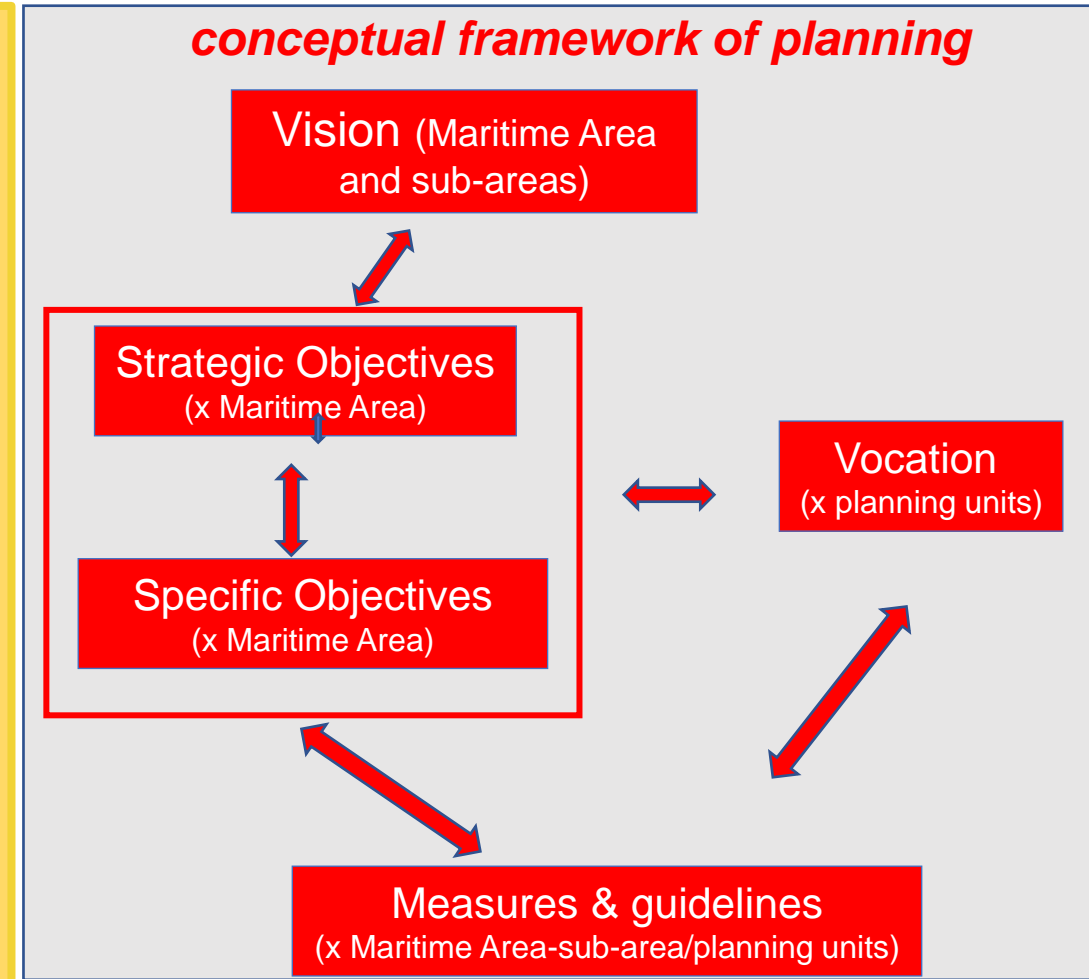 conceptual framework of planning
Vision (Maritime Area
and sub-areas)
Strategic Objectives
(x Maritime Area)
Vocation
(x planning units)
Specific Objectives
(x Maritime Area)
Measures & guidelines
(x Maritime Area-sub-area/planning units)